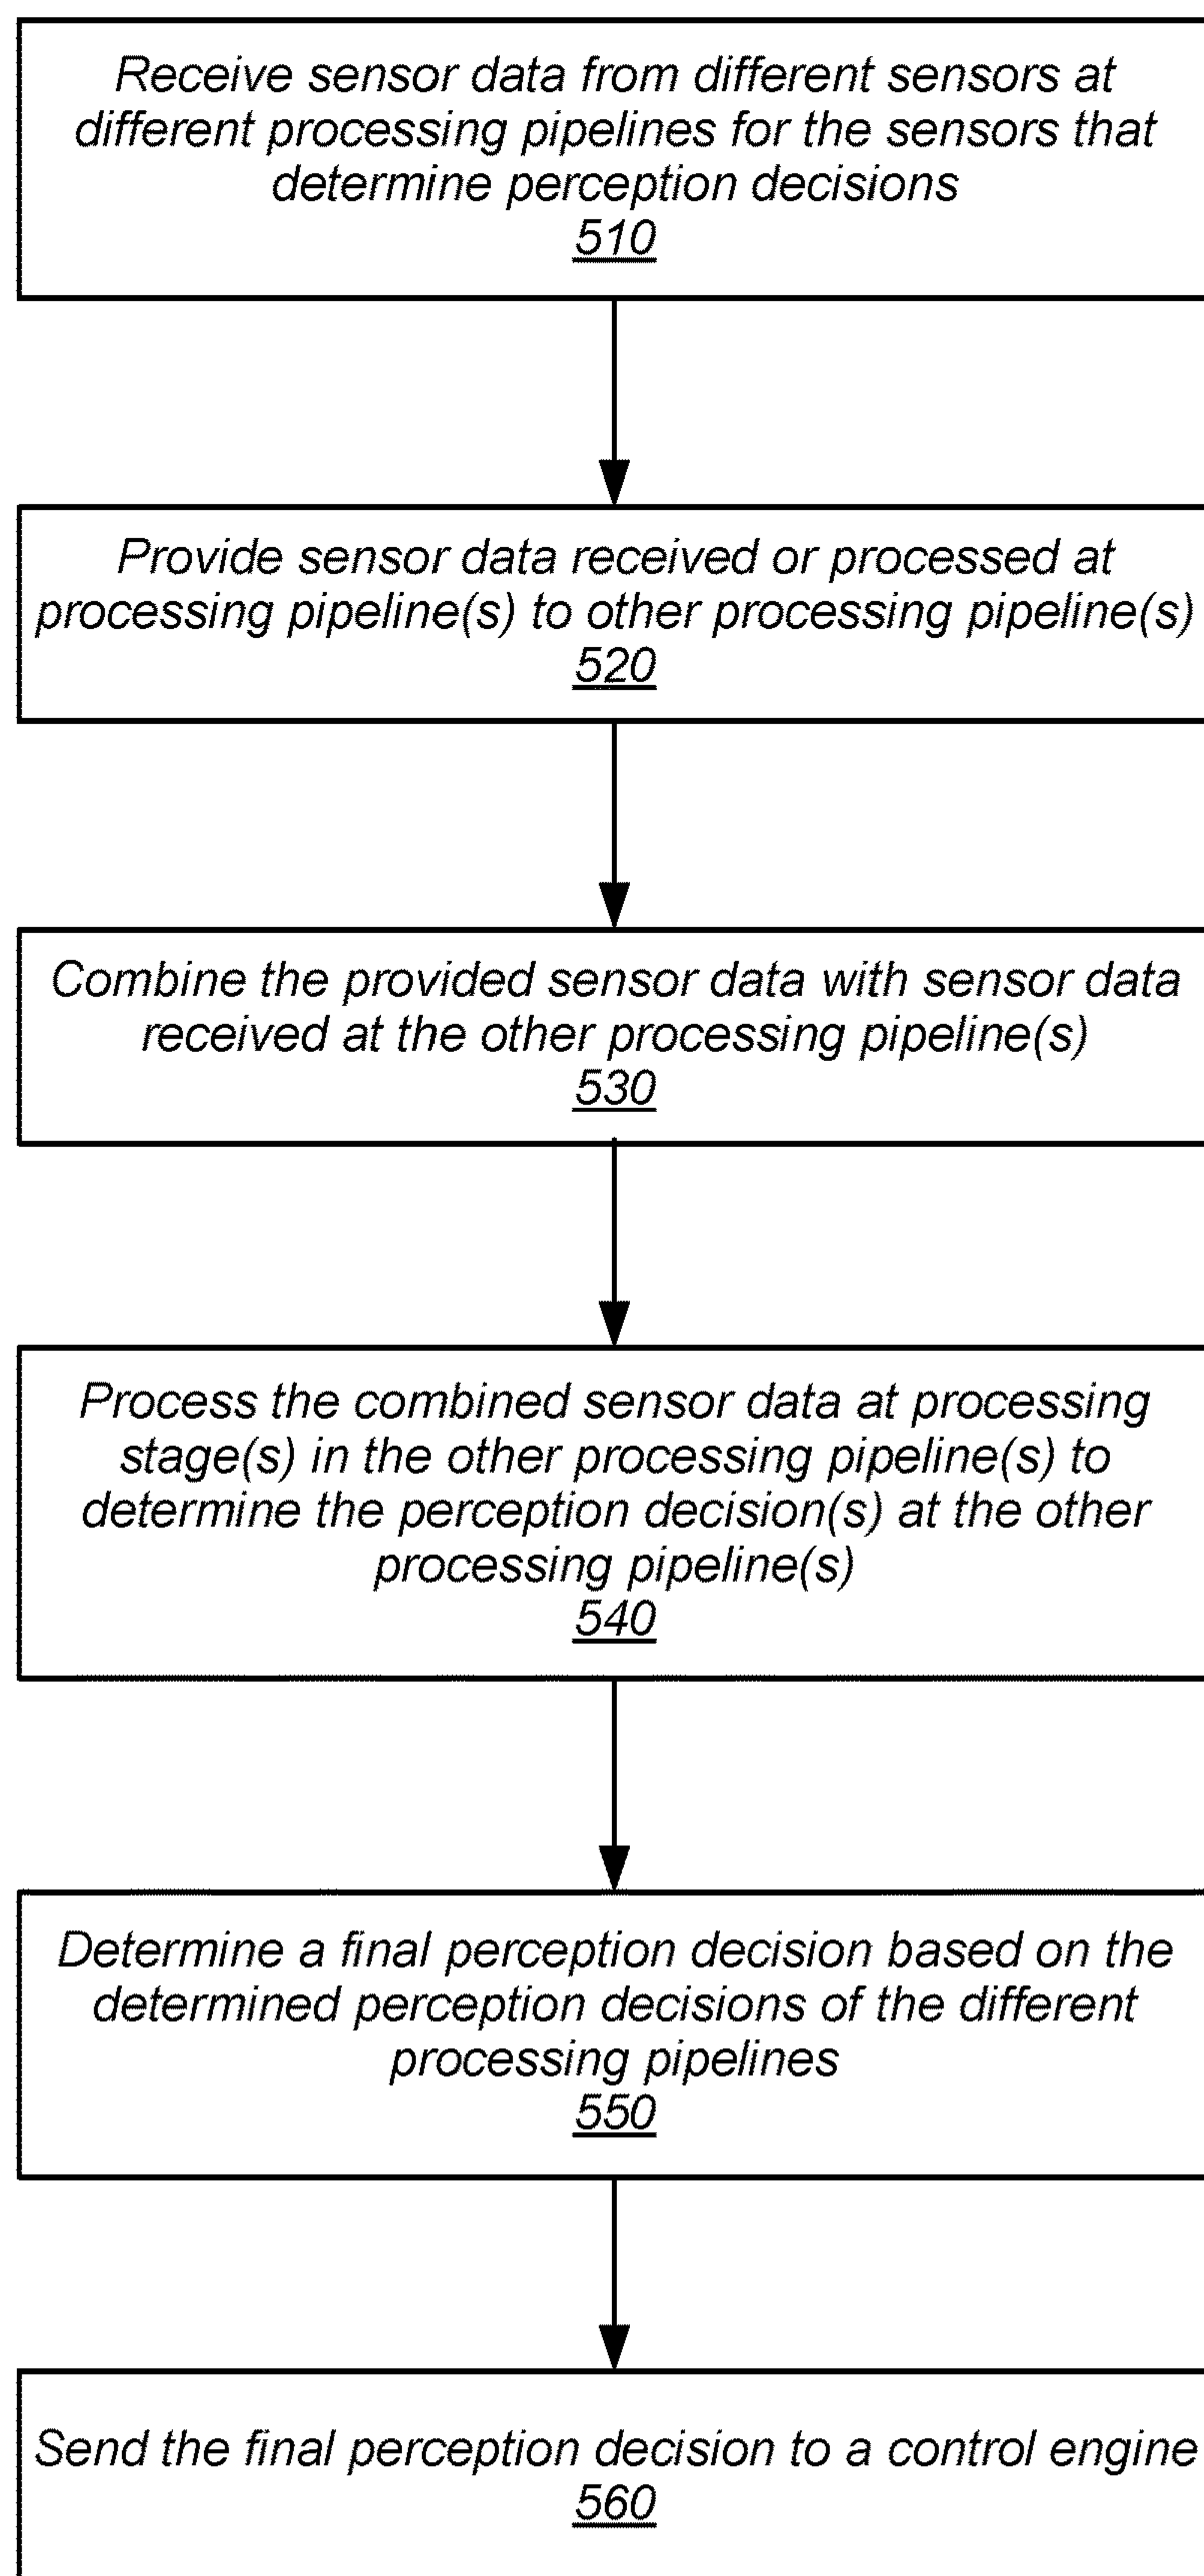 Receive sensor data from different sensors at
different processing pipelines for the sensors that
determine perception decisions
510
Provide sensor data received or processed at
processing pipeline(s) to other processing pipeline(s)
520
Combine the provided sensor data with sensor data
received at the other processing pipeline(s)
530
Process the combined sensor data at processing
stage(s) in the other processing pipeline(s) to
determine the perception decision(s) at the other
processing pipeline(s)
540
Determine a final perception decision based on the
determined perception decisions of the different
processing pipelines
550
Send the final perception decision to a control engine
560